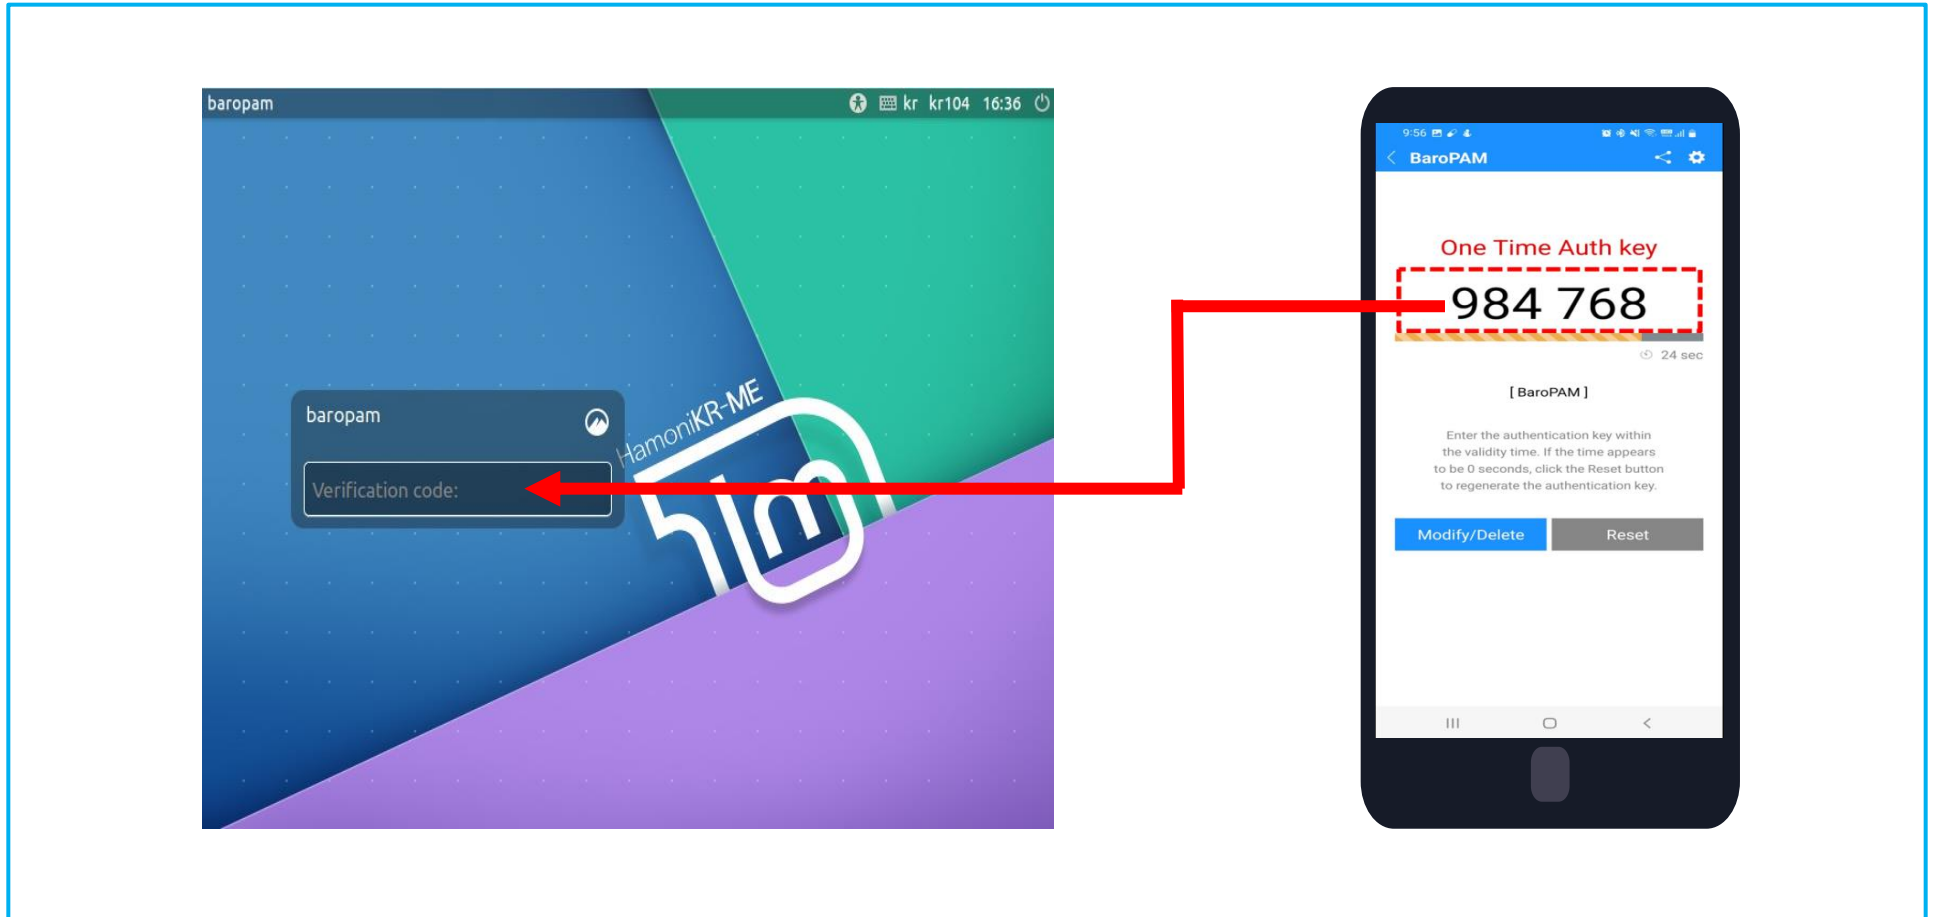 baropam
kr kr104 16:36
baropam
Verification code:
HamoniKR-ME
9:56
BaroPAM
One Time Auth key
984 768
24 sec
[ BaroPAM ]
Enter the authentication key within
the validity time. If the time appears
to be 0 seconds, click the Reset button
to regenerate the authentication key.
Modify/Delete
Reset